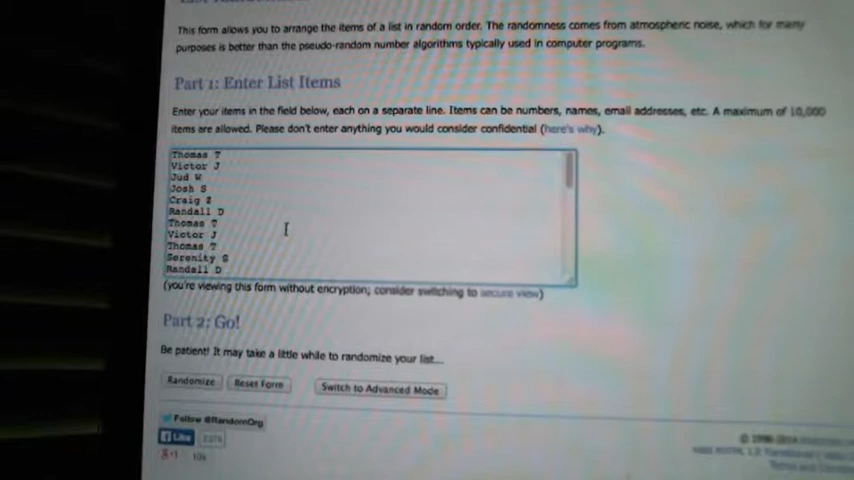 This form allows you to arrange the items of a list in random order. The randomness comes from atmospheric noise, which for many
purposes is better than the pseudo-random number algorithms typically used in computer programs.
Part 1: Enter List Items
Enter your items in the field below, each on a separate line. Items can be numbers, names, email addresses, etc. A maximum of 10,000
items are allowed. Please don't enter anything you would consider confidential (here's why).
Thomas T
Victor J
Jud W
Josh S
Craig Z
Randall D
Thomas T
Victor J
Thomas T
Serenity S
Randall D
(you're viewing this form without encryption; consider switching to secure view)
Part 2: Go!
Be patient! It may take a little while to randomize your list...
Randomize Reset Form Switch to Advanced Mode
Follow @RandomOrg
Like
+1 10k
Terms and